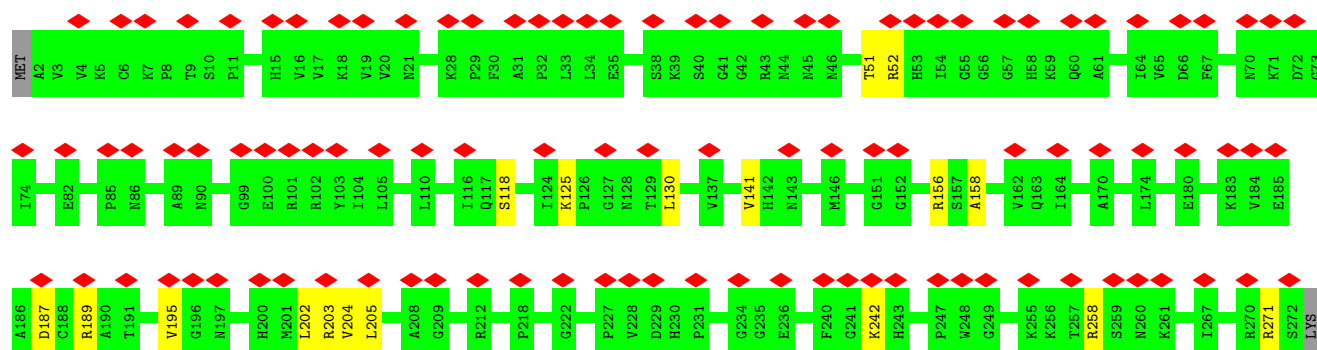 MET A2 V3 V4 K5 C6 K7 P8 T9 S10 P11 H15 V16 V17 K18 V19 V20 N21 K28 P29 F30 A31 P32 L33 L34 E35 S38 K39 S40 G41 G42 R43 N44 N45 N46 T51 R52 H53 I54 G55 G56 G57 H58 K59 Q60 A61 I64 V65 D66 F67 N70 K71 D72 G73
I74 E82 P85 N86 A89 N90 G99 E100 R101 R102 Y103 I104 L105 L110 I116 Q117 S118 I124 K125 P126 G127 N128 T129 L130 V137 V141 H142 N143 M146 G151 G152 R156 S157 A158 V162 Q163 I164 A170 L174 E180 K183 V184 E185
A186 D187 C188 R189 A190 T191 V195 G196 N197 H200 M201 L202 R203 V204 L205 A208 G209 R212 P218 G222 P227 V228 D229 H230 P231 G234 G235 E236 F240 G241 K242 H243 P247 W248 G249 K255 K256 T257 R258 S259 N260 K261 I267 R270 R271 S272 LYS